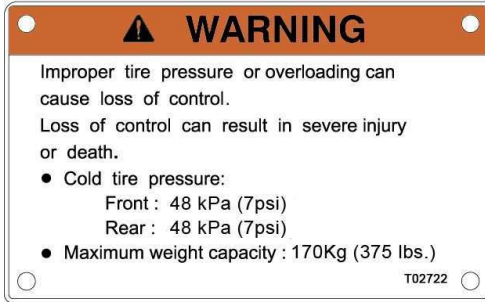 WARNING
Improper tire pressure or overloading can
cause loss of control.
Loss of control can result in severe injury
or death.
● Cold tire pressure:
Front : 48 kPa (7psi)
Rear : 48 kPa (7psi)
● Maximum weight capacity : 170Kg (375 lbs.)
T02722